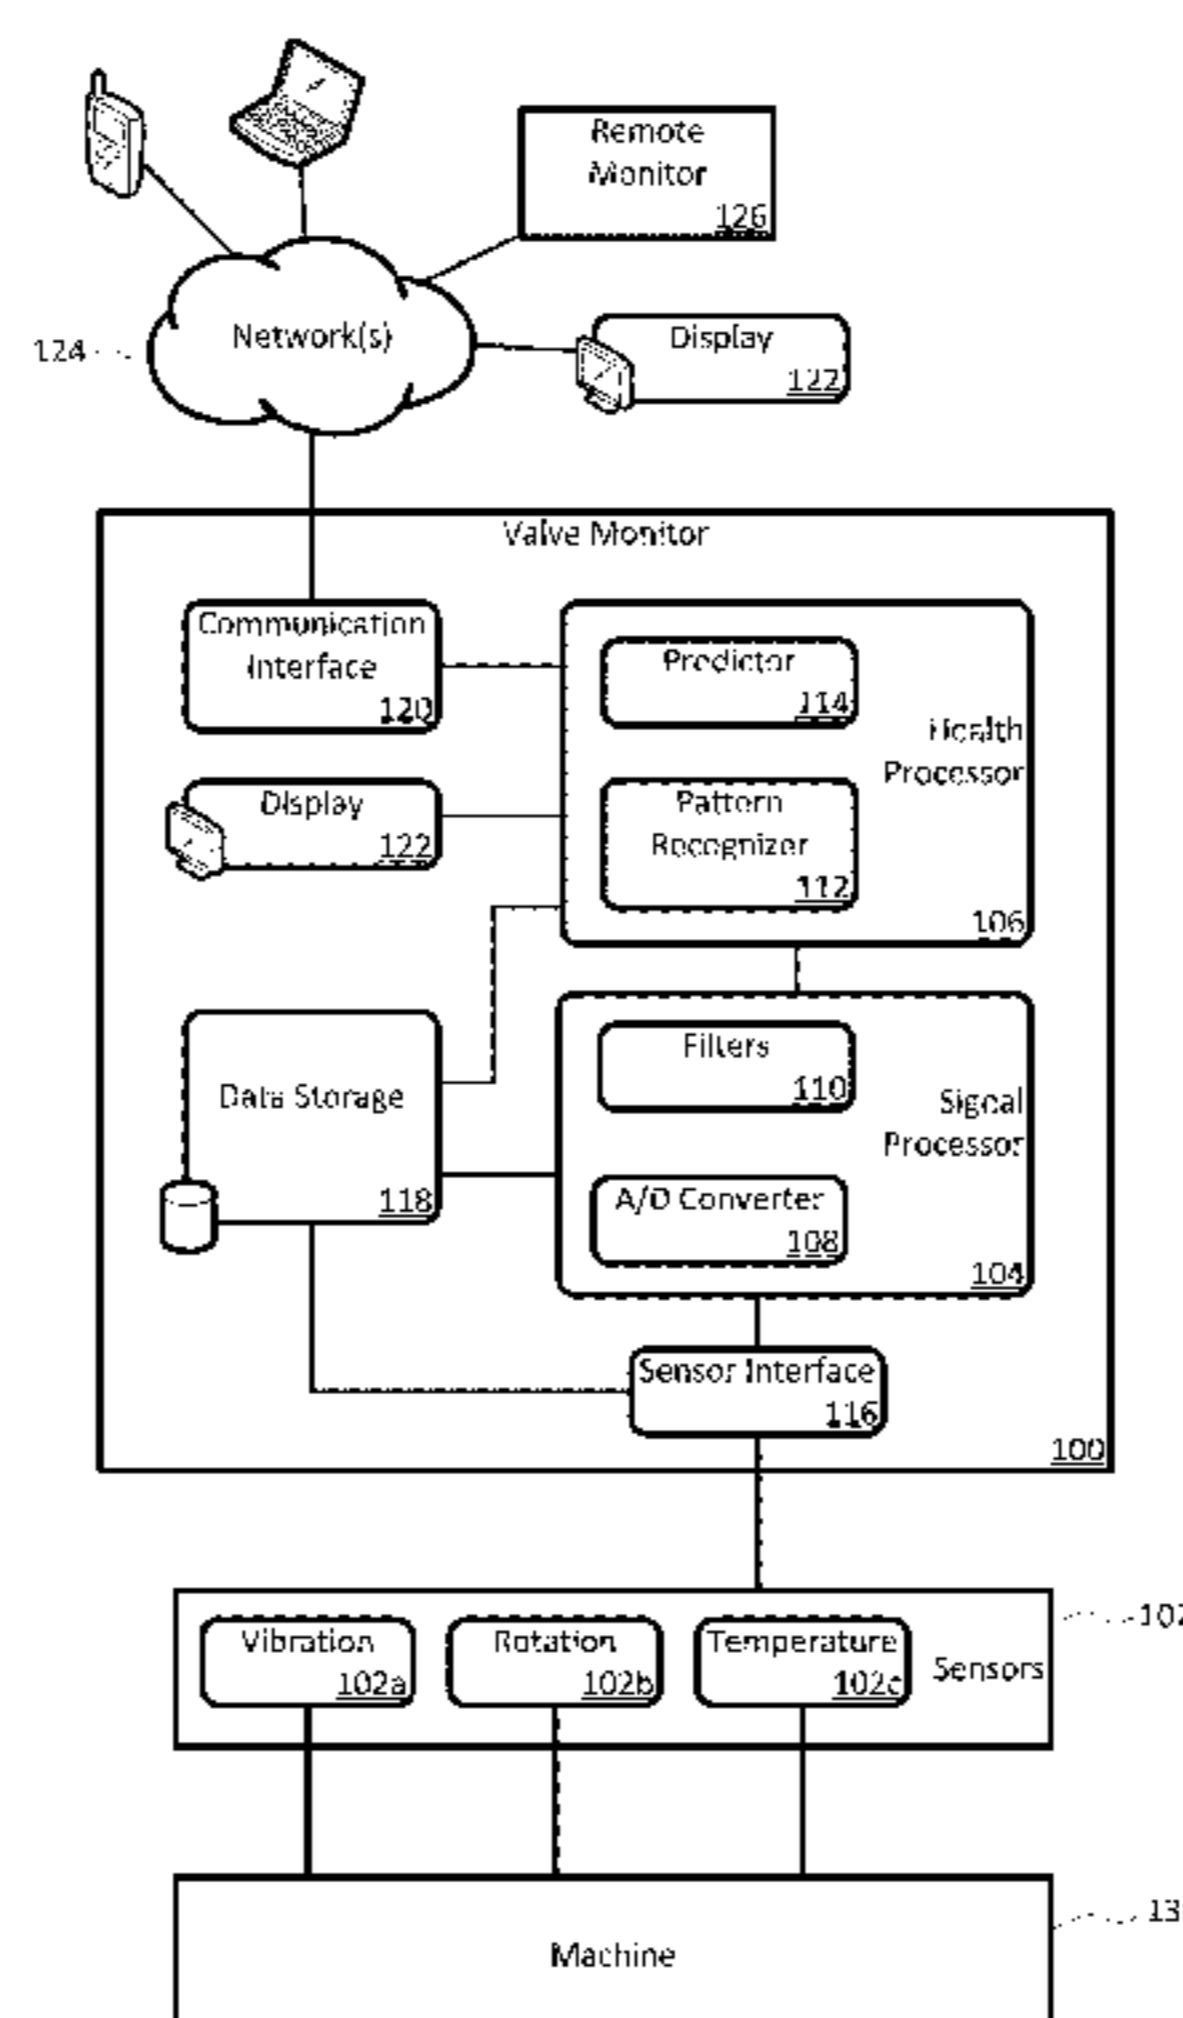 Remote
Monitor
126
124
Network(s)
Display
122
Valve Monitor
Communication
Interface
120
Predictor
114
Health
Processor
Display
122
Pattern
Recognizer
112
106
Data Storage
118
Filters
110
Signal
Processor
A/D Converter
108
104
Sensor Interface
116
100
102
Vibration
102a
Rotation
102b
Temperature
102c
Sensors
13
Machine